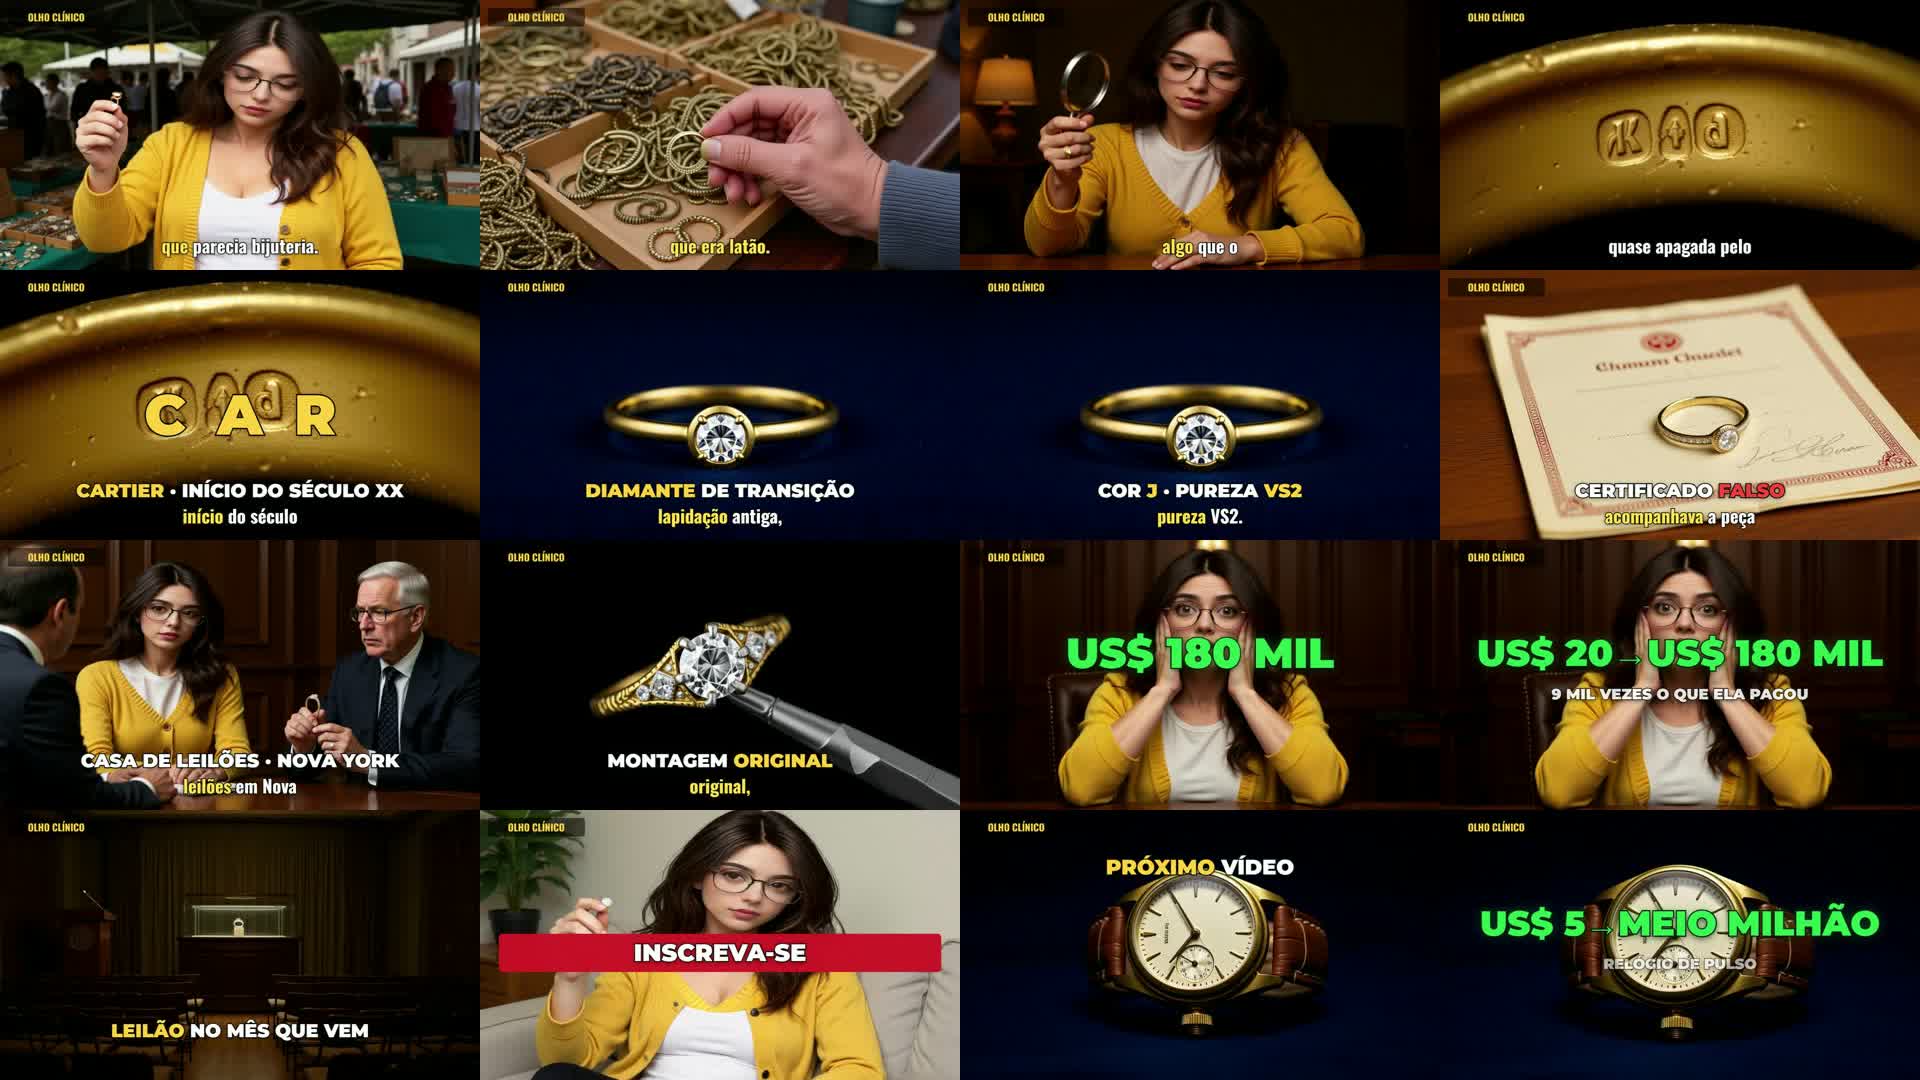 OLHO CLÍNICO
que parecia bijuteria.
OLHO CLÍNICO
que era latão.
OLHO CLÍNICO
algo que o
OLHO CLÍNICO
quase apagada pelo
OLHO CLÍNICO
C A R
CARTIER • INÍCIO DO SÉCULO XX
início do século
OLHO CLÍNICO
DIAMANTE DE TRANSIÇÃO
lapidação antiga,
OLHO CLÍNICO
COR J • PUREZA VS2
pureza VS2.
OLHO CLÍNICO
CERTIFICADO FALSO
acompanhava a peça
OLHO CLÍNICO
CASA DE LEILÕES • NOVA YORK
leilões em Nova
OLHO CLÍNICO
MONTAGEM ORIGINAL
original,
OLHO CLÍNICO
US$ 180 MIL
OLHO CLÍNICO
US$ 20→US$ 180 MIL
9 MIL VEZES O QUE ELA PAGOU
OLHO CLÍNICO
LEILÃO NO MÊS QUE VEM
OLHO CLÍNICO
INSCREVA-SE
OLHO CLÍNICO
PRÓXIMO VÍDEO
OLHO CLÍNICO
US$ 5→MEIO MILHÃO
RELÓGIO DE PULSO